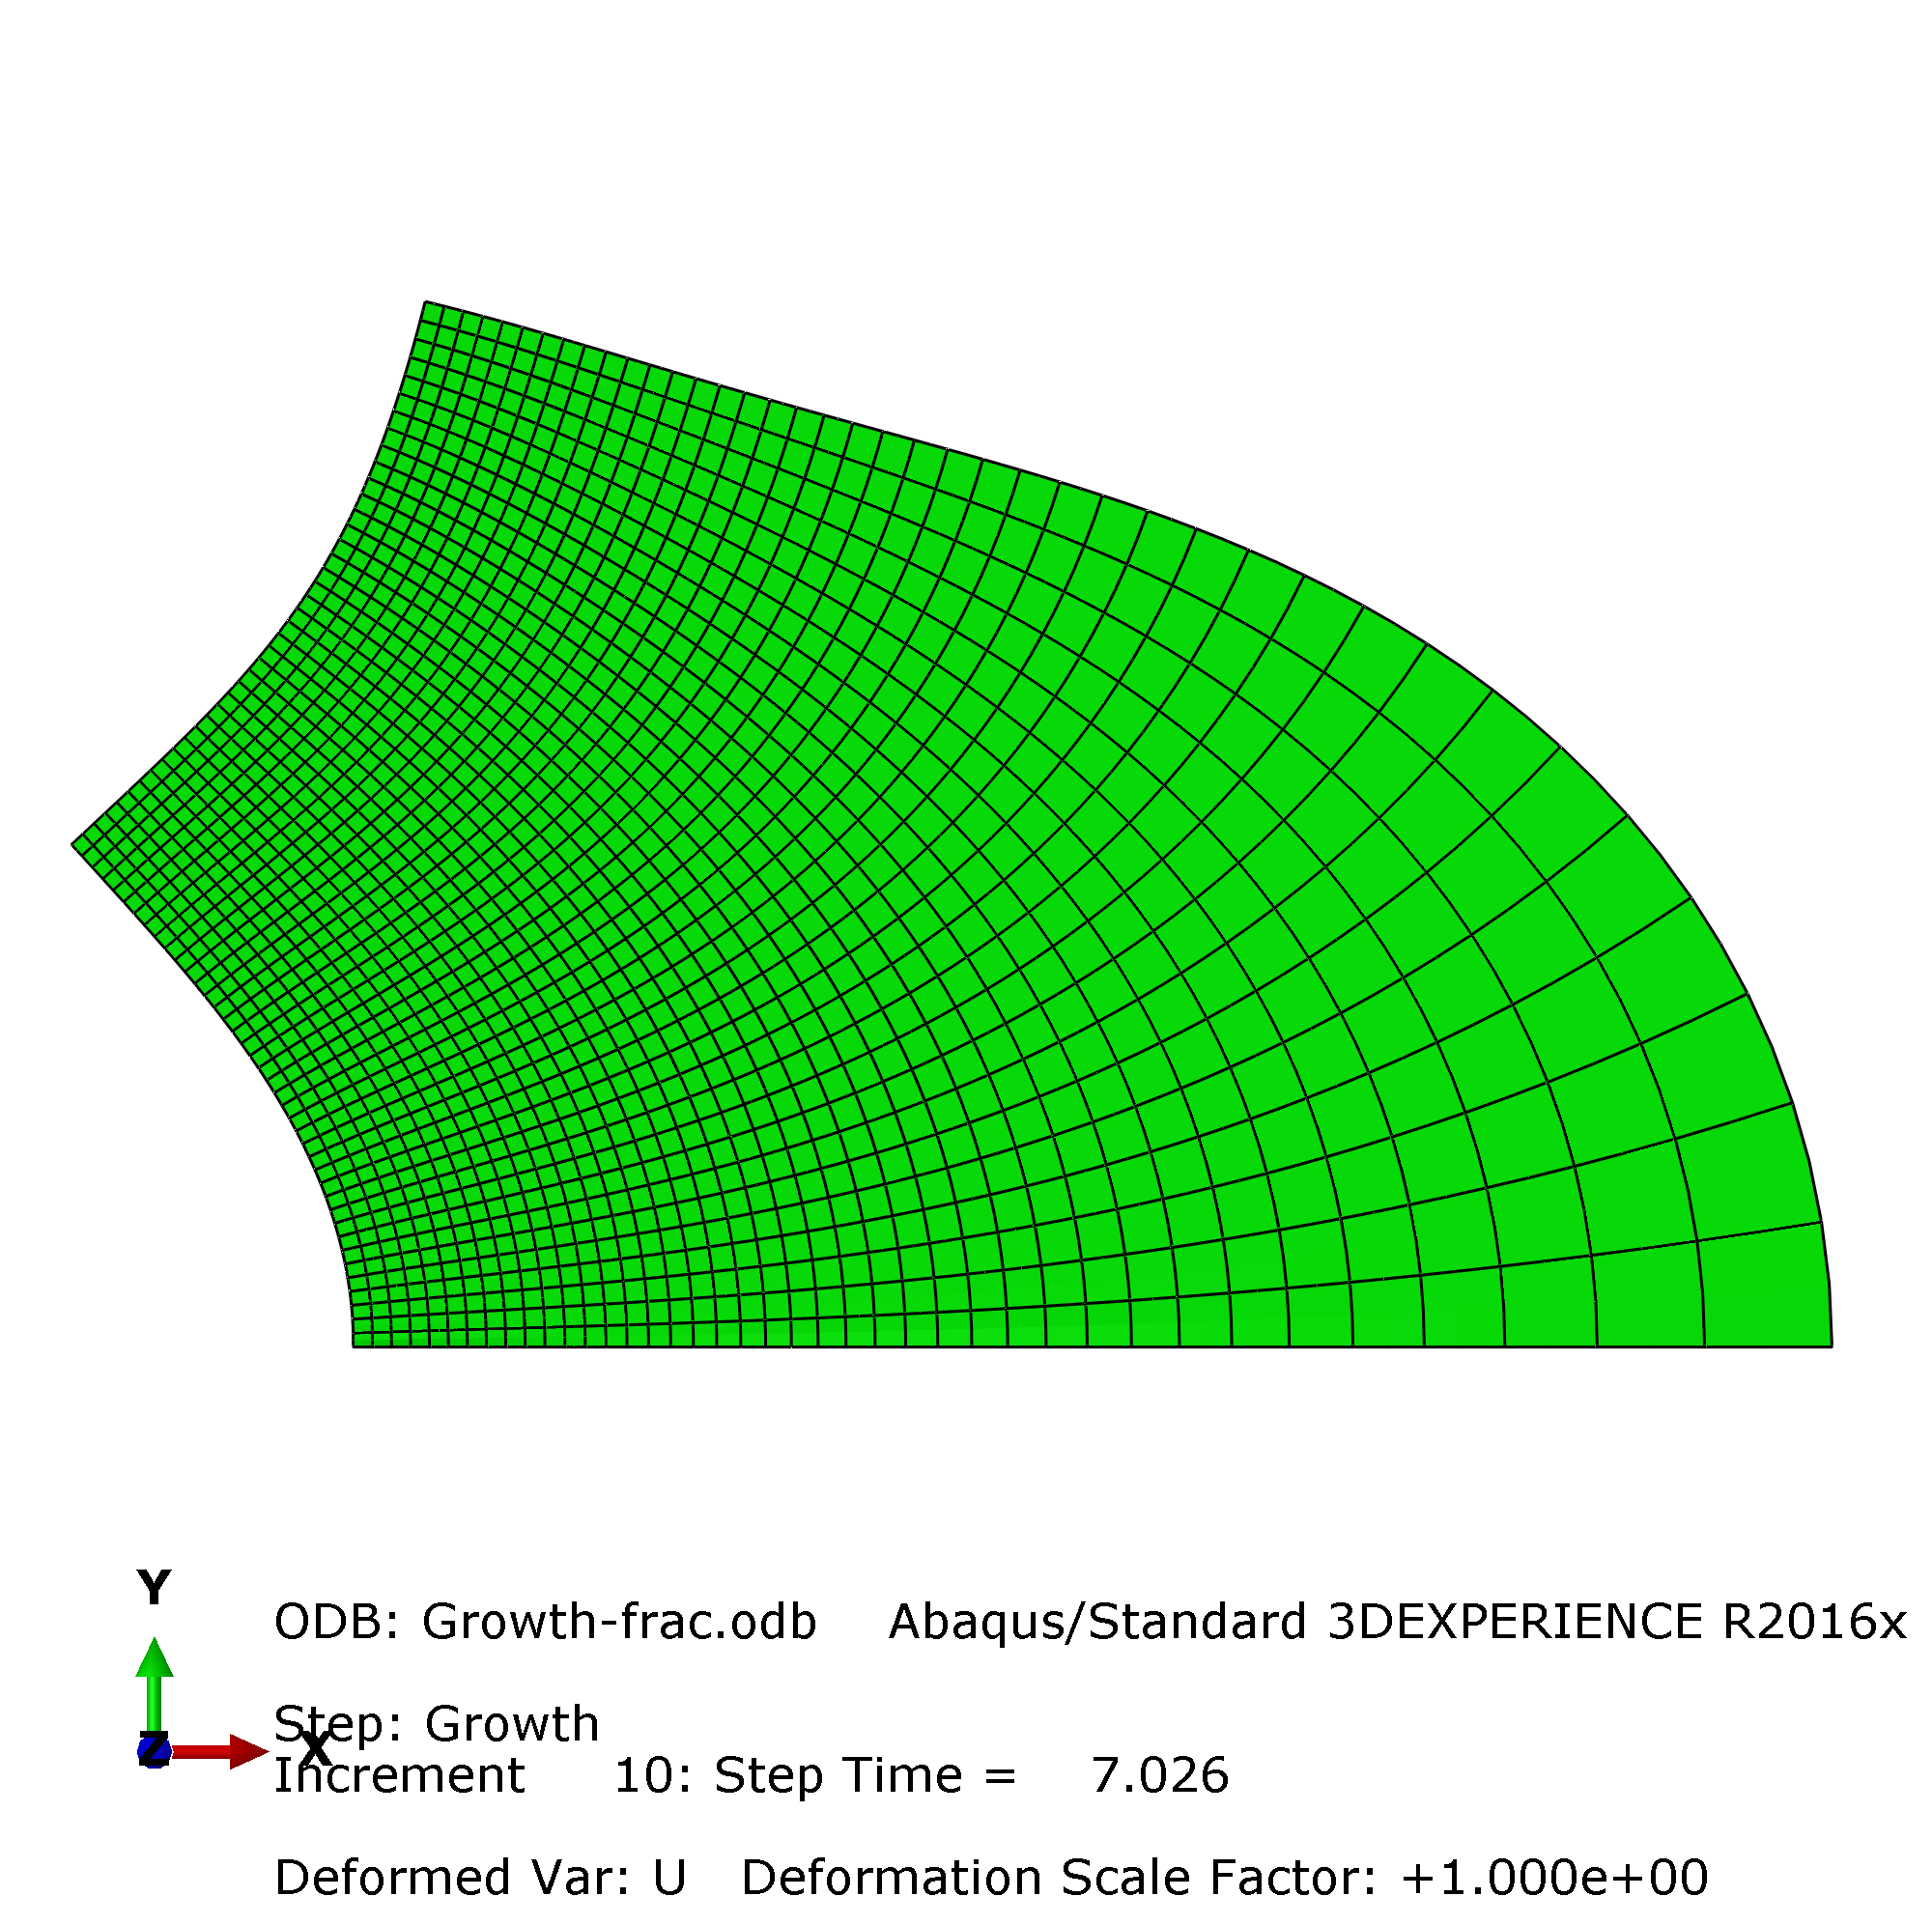 Y
ODB: Growth-frac.odb Abaqus/Standard 3DEXPERIENCE R2016x
Step: Growth
Z X
Increment 10: Step Time = 7.026
Deformed Var: U Deformation Scale Factor: +1.000e+00